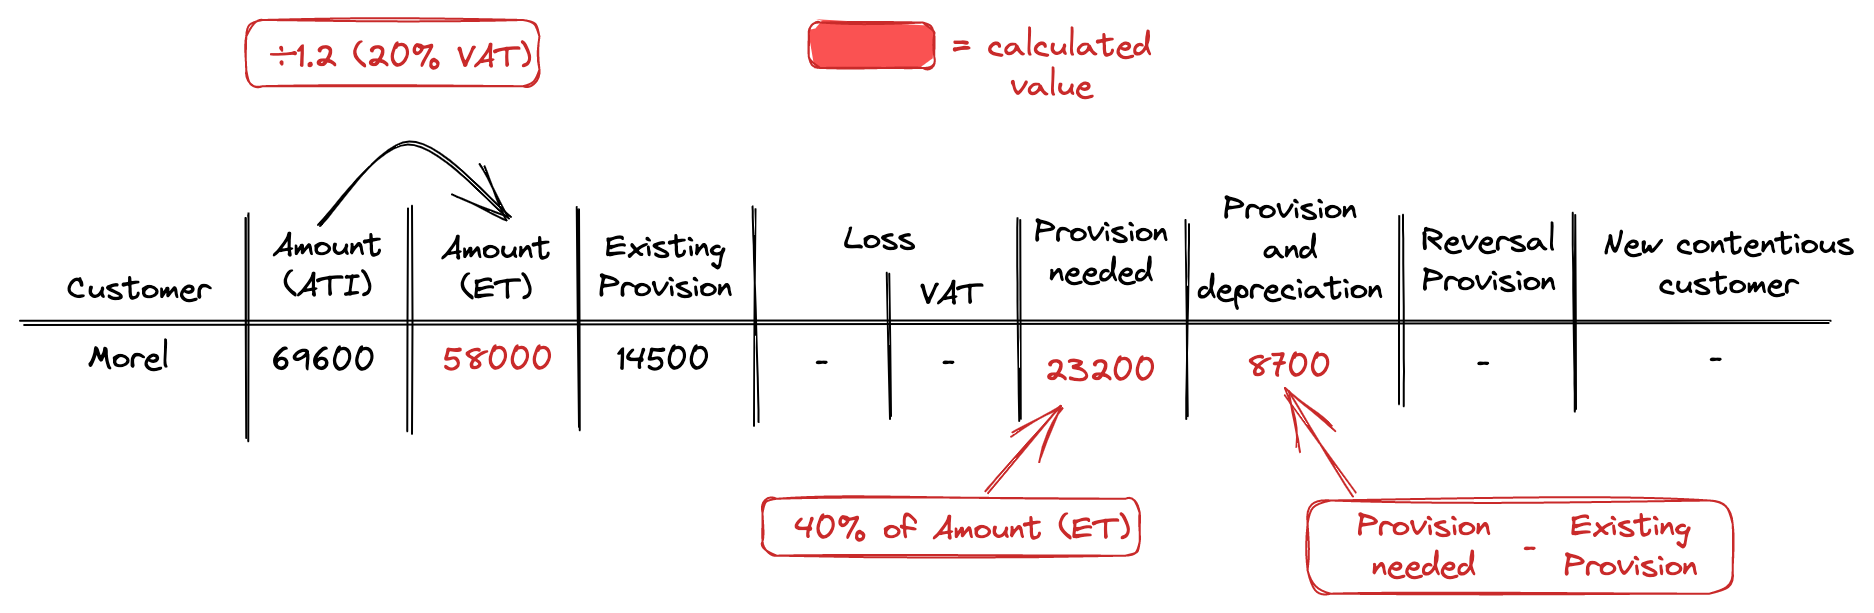 ÷1.2 (20% VAT)
= calculated
value
Customer
Amount
(ATI)
Amount
(ET)
Existing
Provision
Loss
VAT
Provision
needed
Provision
and
depreciation
Reversal
Provision
New contentious
customer
Morel 69600 58000 14500 - - 23200 8700 - -
40% of Amount (ET)
Provision
needed
-
Existing
Provision